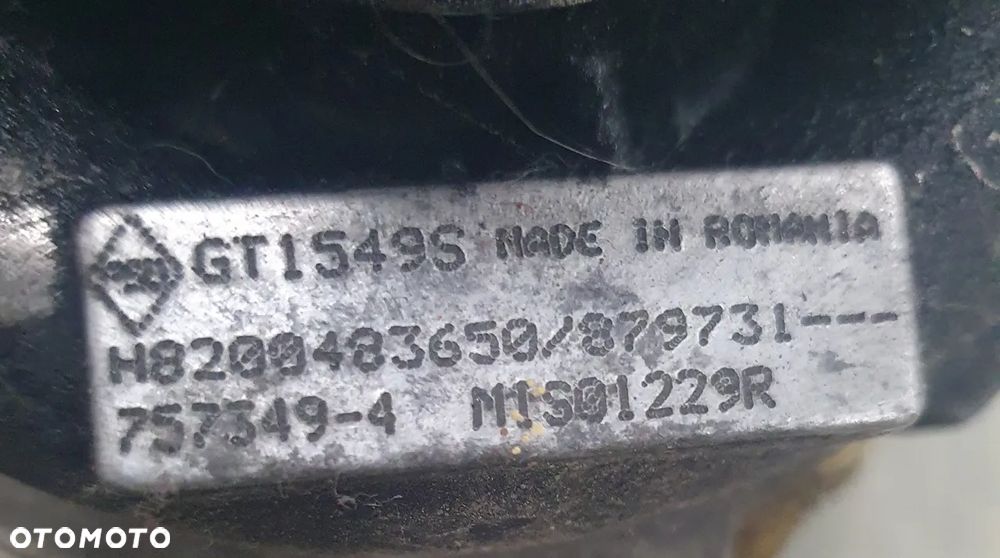 GT1549S MADE IN ROMANIA
H8200483650/879731---
757349-4 M1S01229R
OTOMOTO